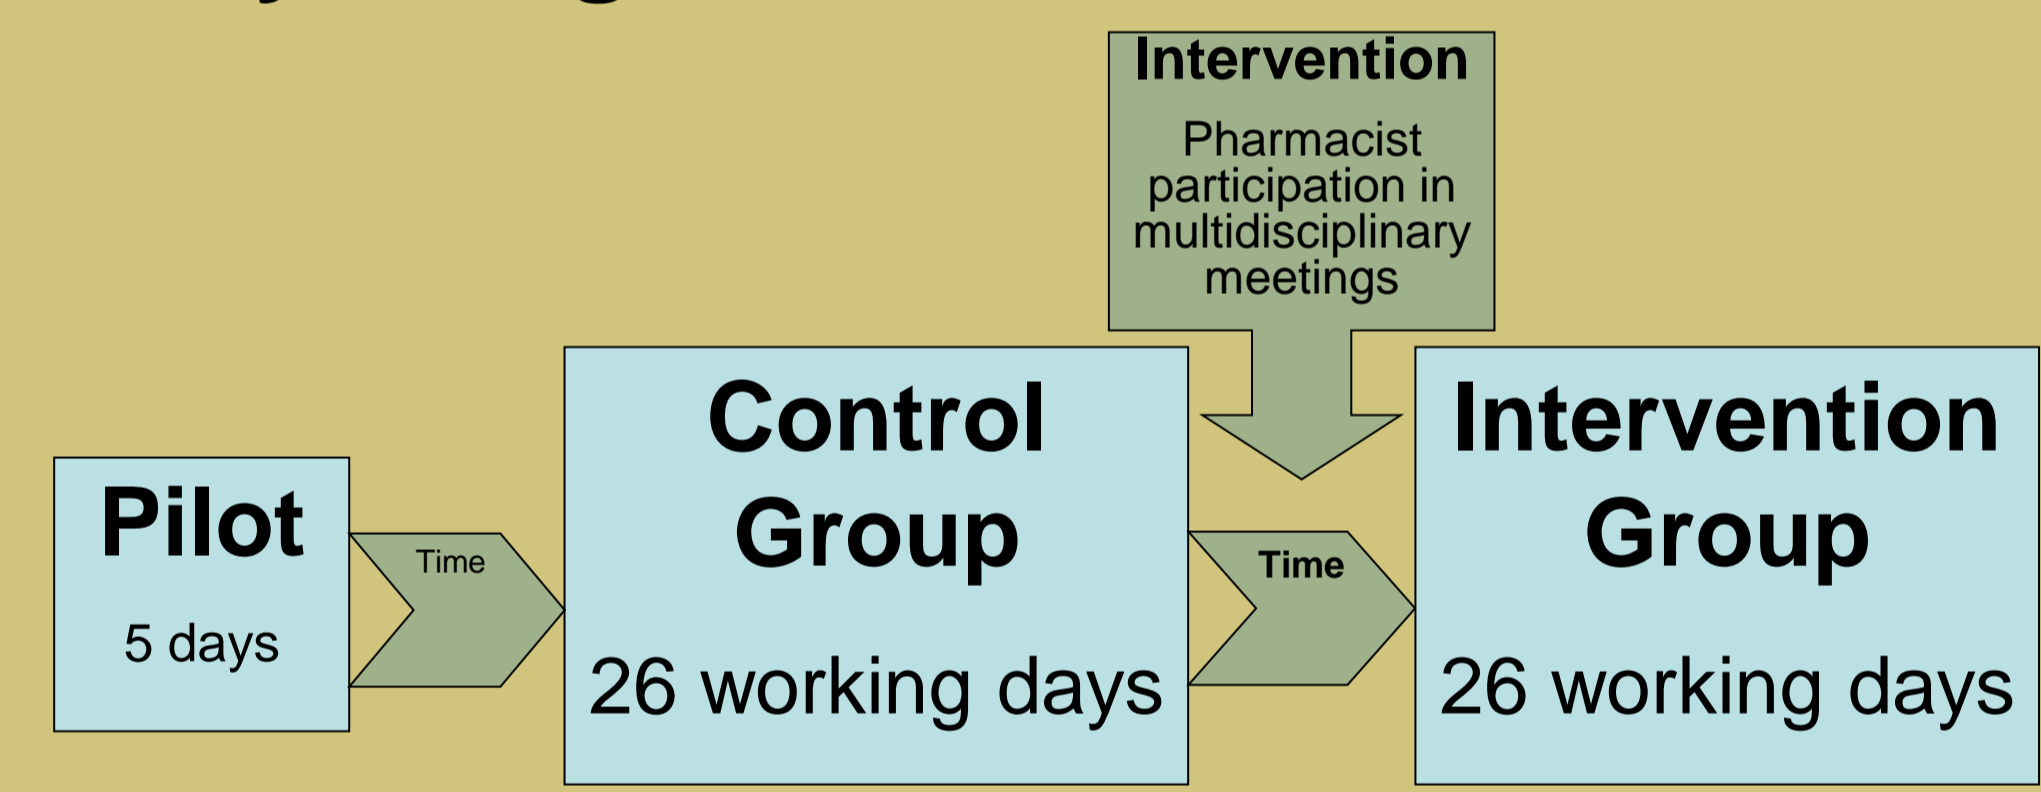 Intervention
Pharmacist
participation in
multidisciplinary
meetings
Pilot
5 days
Time
Control
Group
26 working days
Time
Intervention
Group
26 working days